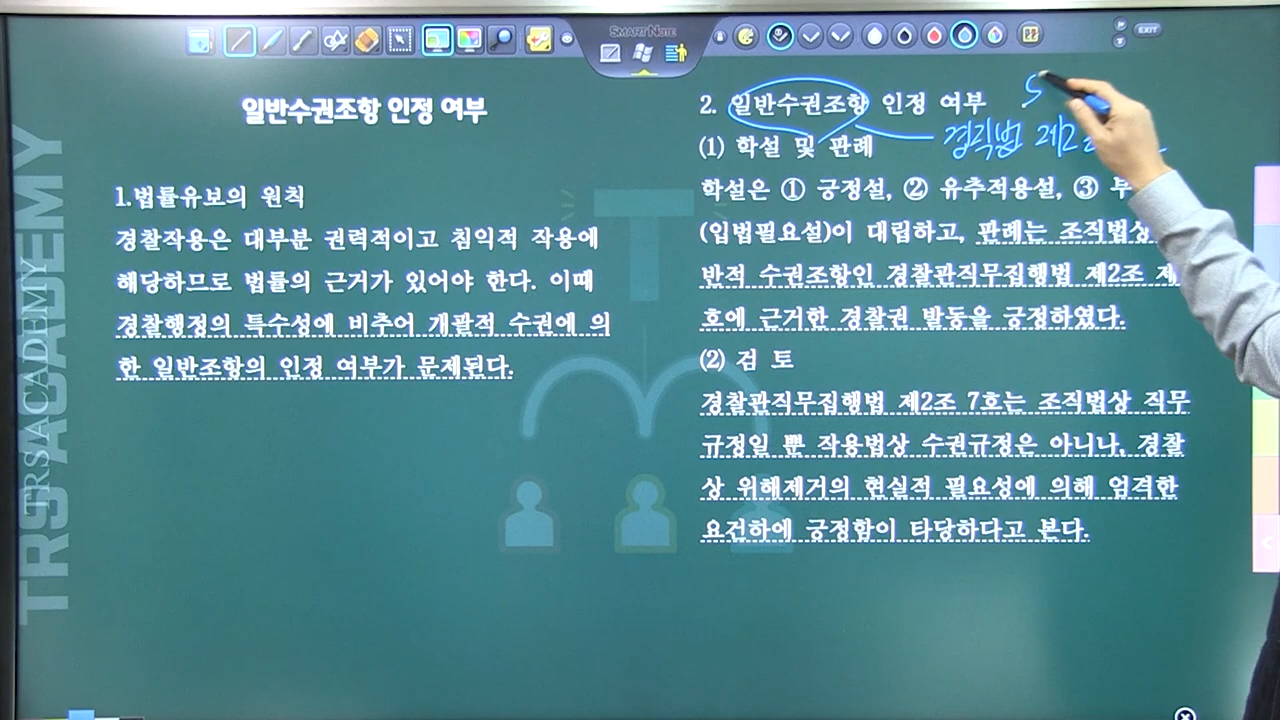 SMART NOTE
EXIT
일반수권조항 인정 여부
1.법률유보의 원칙
경찰작용은 대부분 권력적이고 침익적 작용에
해당하므로 법률의 근거가 있어야 한다. 이때
경찰행정의 특수성에 비추어 개괄적 수권에 의
한 일반조항의 인정 여부가 문제된다.
2. 일반수권조항 인정 여부
경직법 제2
(1) 학설 및 판례
학설은 ① 긍정설, ② 유추적용설, ③ 부
(입법필요설)이 대립하고, 판례는 조직법상
반적 수권조항인 경찰관직무집행법 제2조 제
호에 근거한 경찰권 발동을 긍정하였다.
(2) 검 토
경찰관직무집행법 제2조 7호는 조직법상 직무
규정일 뿐 작용법상 수권규정은 아니나, 경찰
상 위해제거의 현실적 필요성에 의해 엄격한
요건하에 긍정함이 타당하다고 본다.
TRS ACADEMY
TRS ACADEMY